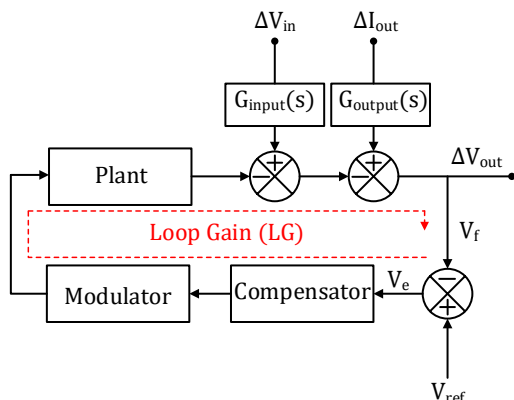 ΔVin
ΔIout
Ginput(s)
Goutput(s)
+
−
+
−
Plant
ΔVout
Loop Gain (LG)
Vf
Modulator
Compensator
Ve
−
+
Vref